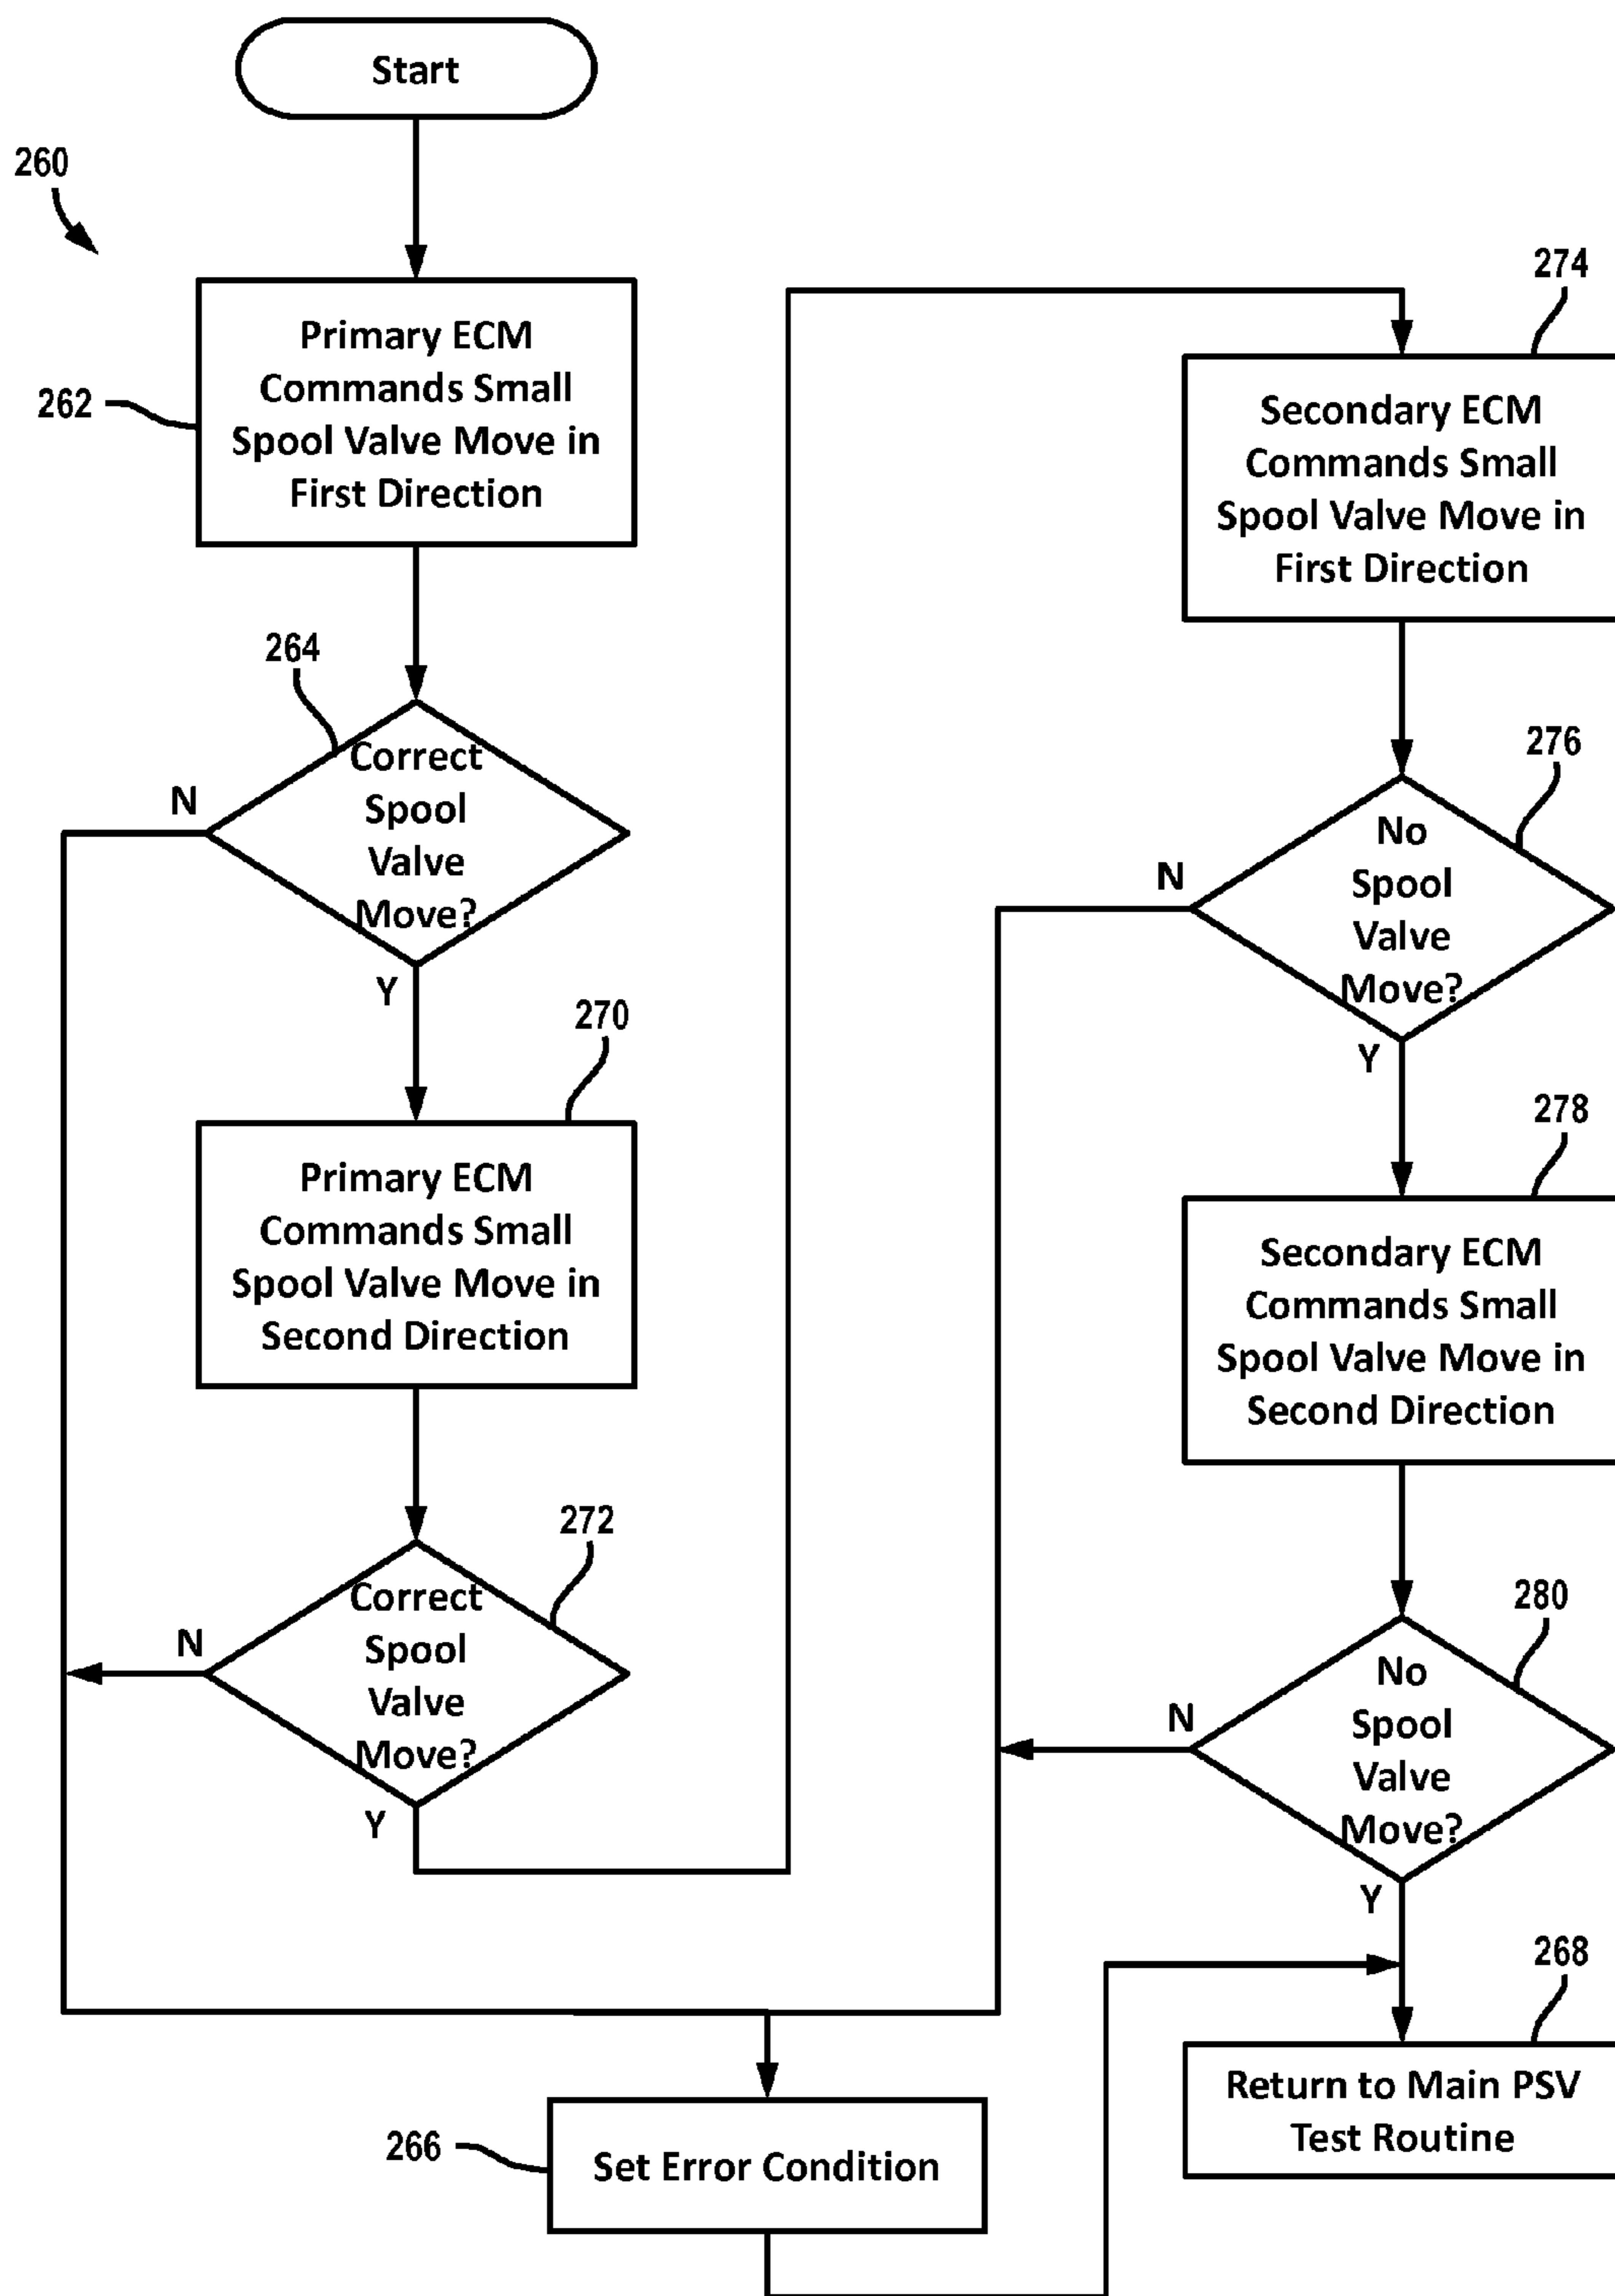 Start
260
Primary ECM
Commands Small
Spool Valve Move in
First Direction
262
264
Correct
Spool
Valve
Move?
N
Y
270
Primary ECM
Commands Small
Spool Valve Move in
Second Direction
272
Correct
Spool
Valve
Move?
N
Y
274
Secondary ECM
Commands Small
Spool Valve Move in
First Direction
276
No
Spool
Valve
Move?
N
Y
278
Secondary ECM
Commands Small
Spool Valve Move in
Second Direction
280
No
Spool
Valve
Move?
N
Y
268
Return to Main PSV
Test Routine
266
Set Error Condition